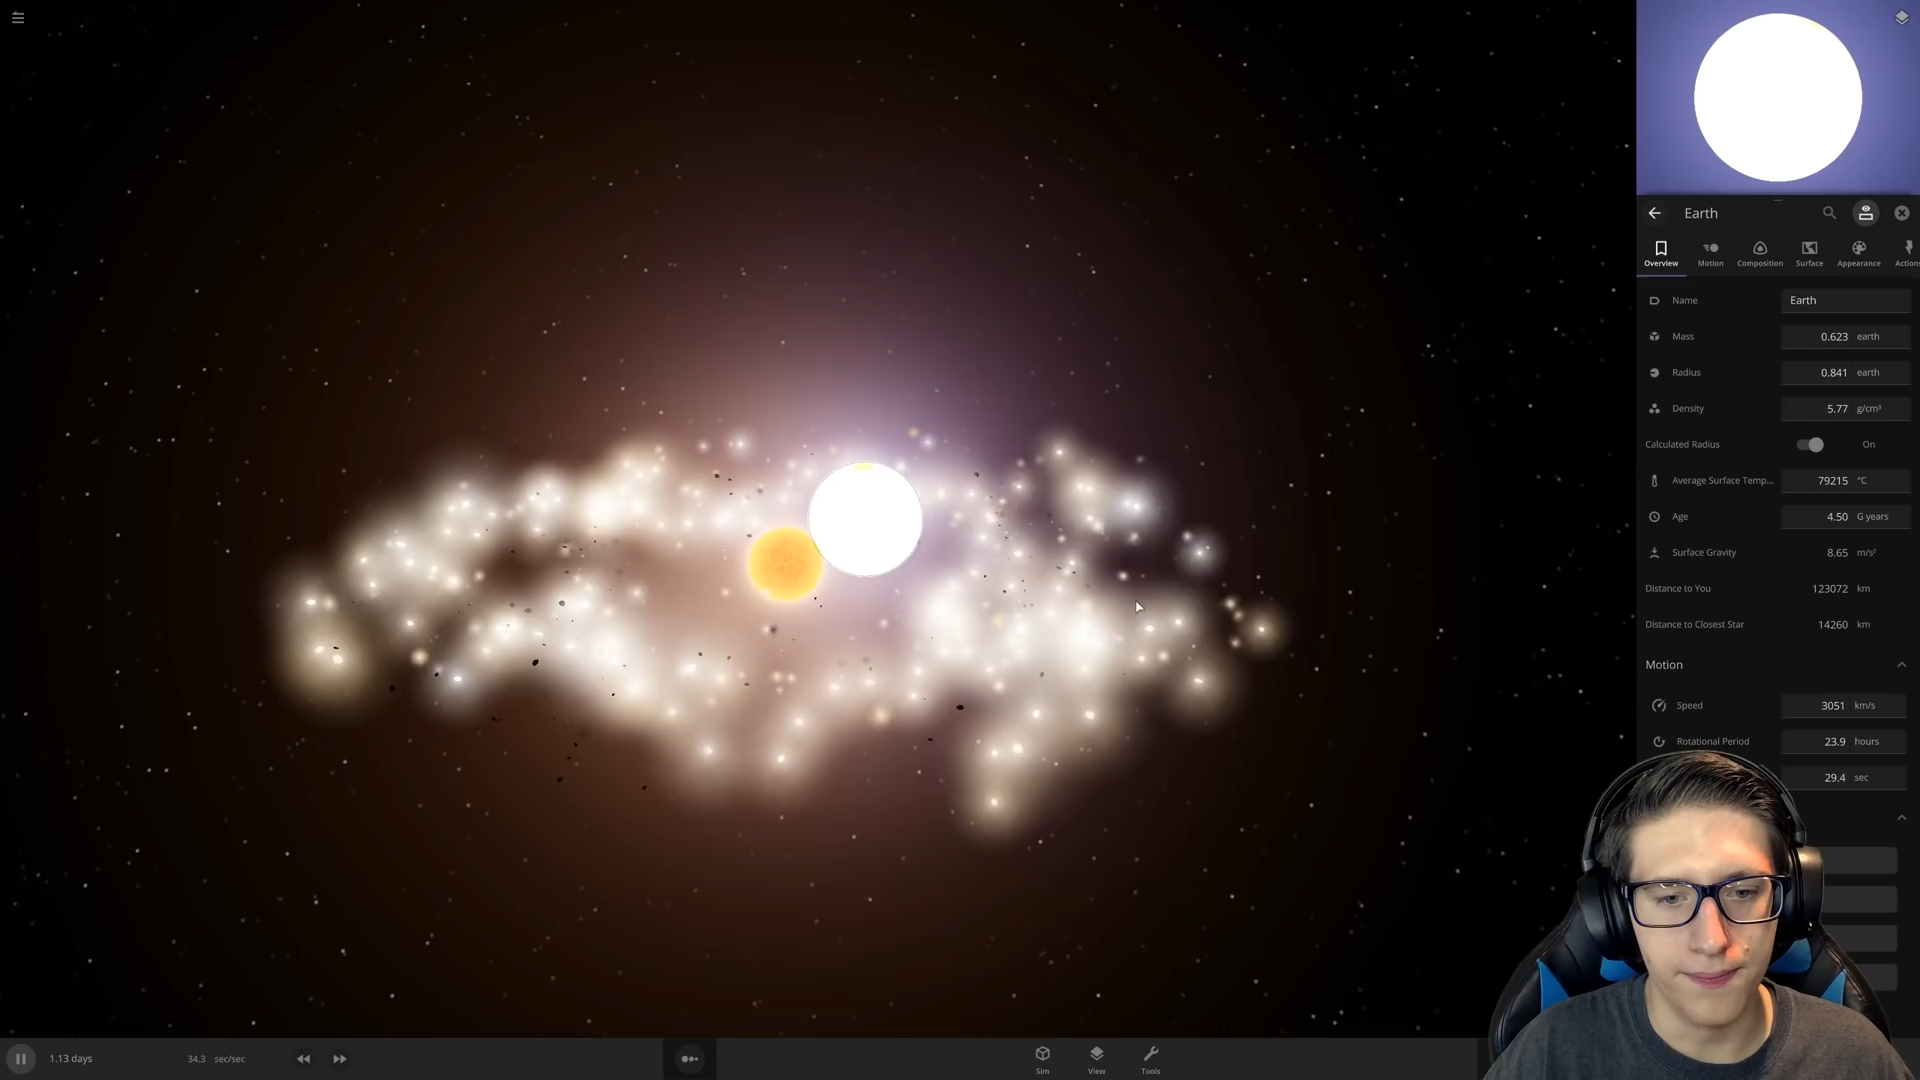 Earth
Overview Motion Composition Surface Appearance Actions
Name Earth
Mass 0.623 earth
Radius 0.841 earth
Density 5.77 g/cm³
Calculated Radius On
Average Surface Temp... 79215 °C
Age 4.50 G years
Surface Gravity 8.65 m/s²
Distance to You 123072 km
Distance to Closest Star 14260 km
Motion
Speed 3051 km/s
Rotational Period 23.9 hours
29.4 sec
1.13 days 34.3 sec/sec
Sim View Tools